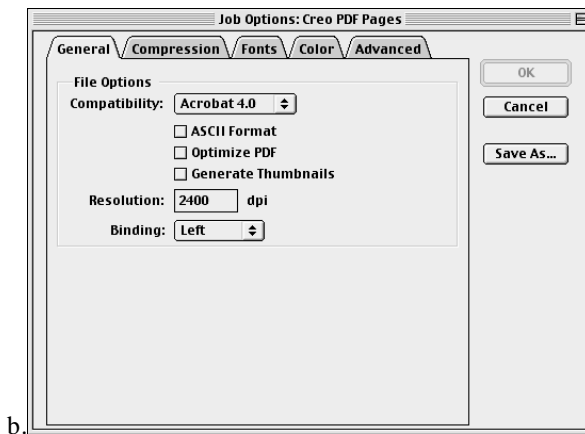 Job Options: Creo PDF Pages
General Compression Fonts Color Advanced
File Options
Compatibility: Acrobat 4.0
ASCII Format
Optimize PDF
Generate Thumbnails
Resolution: 2400 dpi
Binding: Left
OK
Cancel
Save As...
b.